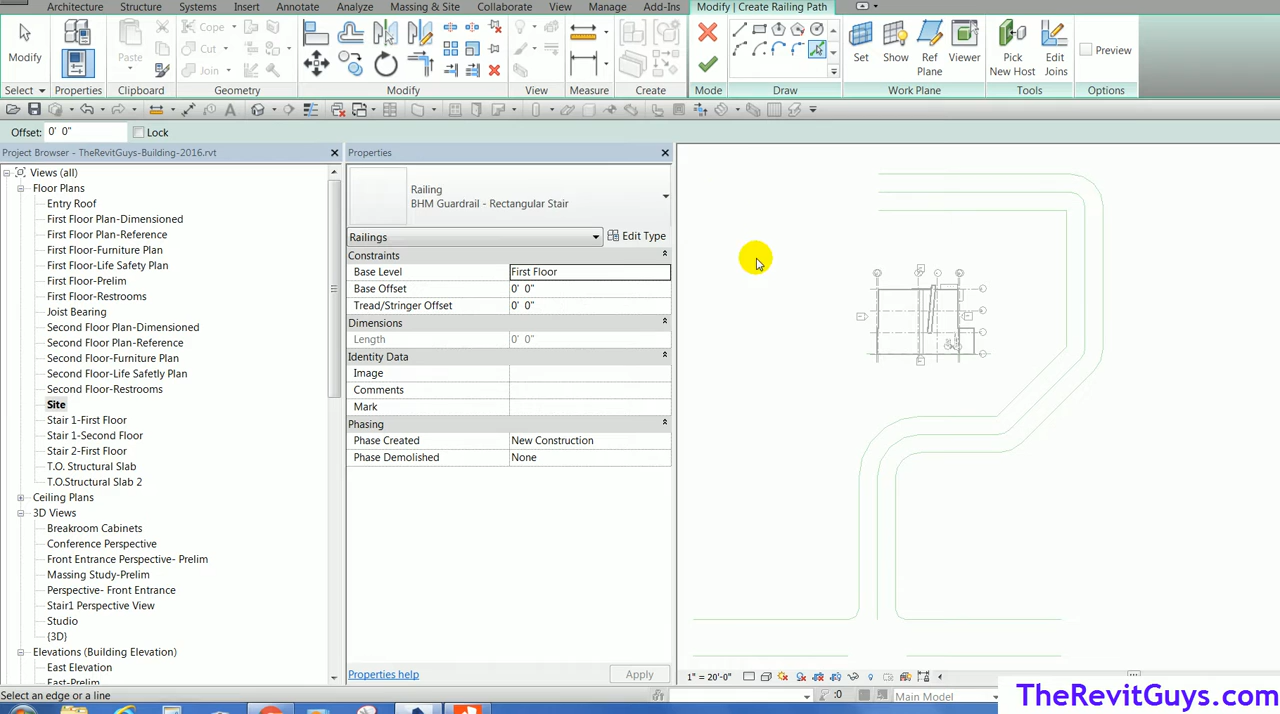 Architecture Structure Systems Insert Annotate Analyze Massing & Site Collaborate View Manage Add-Ins Modify | Create Railing Path
Modify Paste Cope Cut Join Pick New Host Edit Joins Set Show Ref Plane Viewer Preview
Select Properties Clipboard Geometry Modify View Measure Create Mode Draw Work Plane Tools Options
Offset: 0' 0" Lock
Project Browser - TheRevitGuys-Building-2016.rvt
Views (all)
Floor Plans
Entry Roof
First Floor Plan-Dimensioned
First Floor Plan-Reference
First Floor-Furniture Plan
First Floor-Life Safety Plan
First Floor-Prelim
First Floor-Restrooms
Joist Bearing
Second Floor Plan-Dimensioned
Second Floor Plan-Reference
Second Floor-Furniture Plan
Second Floor-Life Safetly Plan
Second Floor-Restrooms
Site
Stair 1-First Floor
Stair 1-Second Floor
Stair 2-First Floor
T.O. Structural Slab
T.O.Structural Slab 2
Ceiling Plans
3D Views
Breakroom Cabinets
Conference Perspective
Front Entrance Perspective- Prelim
Massing Study-Prelim
Perspective- Front Entrance
Stair1 Perspective View
Studio
{3D}
Elevations (Building Elevation)
East Elevation
East-Prelim
Properties
Railing
BHM Guardrail - Rectangular Stair
Railings Edit Type
Constraints
Base Level First Floor
Base Offset 0' 0"
Tread/Stringer Offset 0' 0"
Dimensions
Length 0' 0"
Identity Data
Image
Comments
Mark
Phasing
Phase Created New Construction
Phase Demolished None
Properties help Apply
1" = 20'-0"
Select an edge or a line :0 Main Model
TheRevitGuys.com